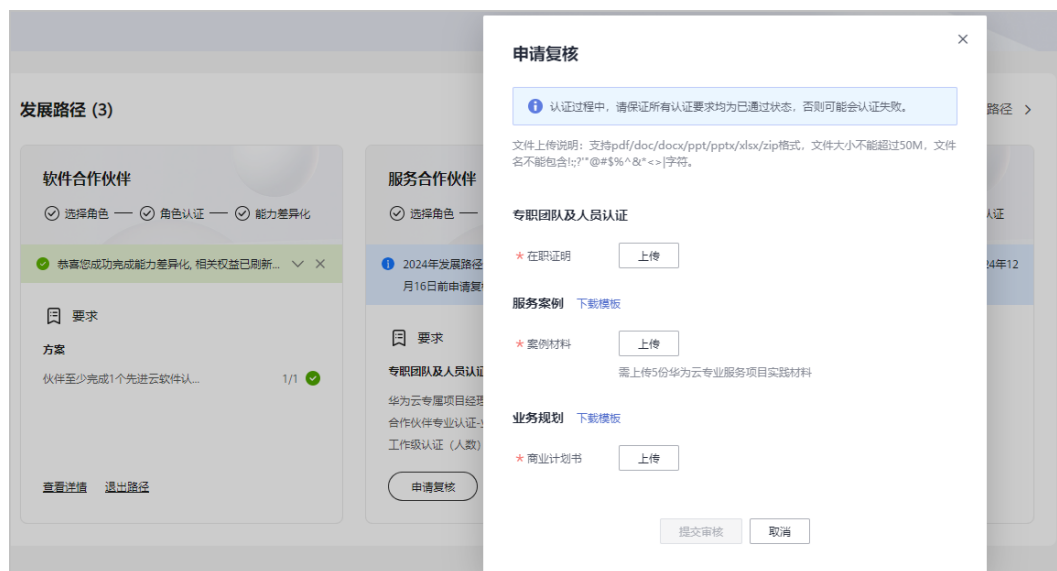 发展路径 (3)
路径
软件合作伙伴
选择角色
角色认证
能力差异化
恭喜您成功完成能力差异化, 相关权益已刷新...
要求
方案
伙伴至少完成1个先进云软件认...
1/1
查看详情
退出路径
服务合作伙伴
选择角色
2024年发展路径
月16日前申请复
要求
专职团队及人员认证
华为云专属项目经理
合作伙伴专业认证-
工作级认证（人数）
申请复核
认证
24年12
申请复核
认证过程中，请保证所有认证要求均为已通过状态，否则可能会认证失败。
文件上传说明：支持pdf/doc/docx/ppt/pptx/xlsx/zip格式，文件大小不能超过50M，文件
名不能包含!:;?'"@#$%^&*<>|字符。
专职团队及人员认证
* 在职证明
上传
服务案例
下载模板
* 案例材料
上传
需上传5份华为云专业服务项目实践材料
业务规划
下载模板
* 商业计划书
上传
提交审核
取消